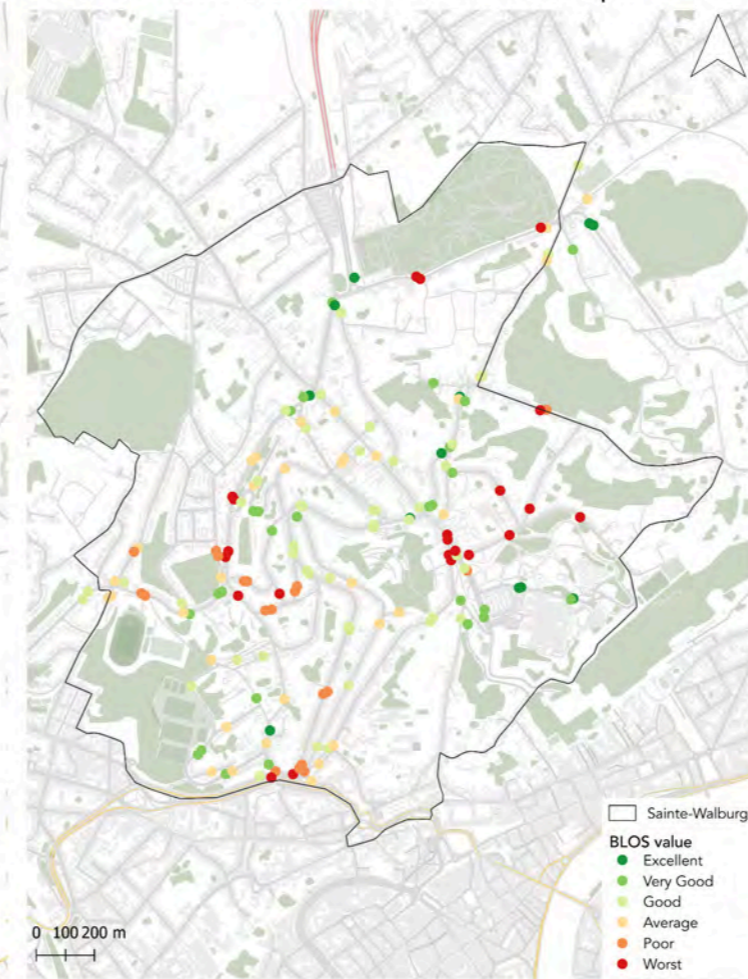 0 100 200 m
Sainte-Walburg
BLOS value
Excellent
Very Good
Good
Average
Poor
Worst